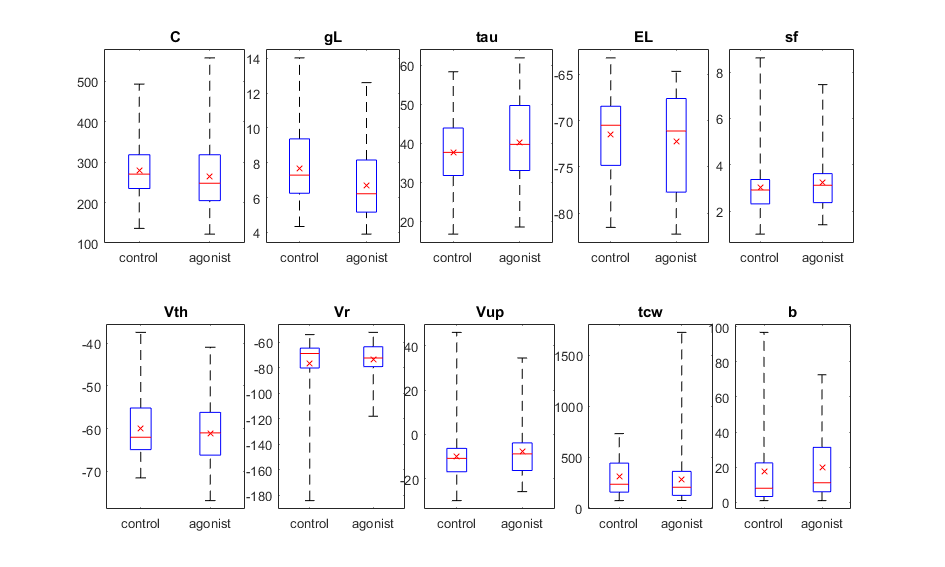 C
500
400
300
200
100
control agonist
gL
14
12
10
8
6
4
control agonist
tau
60
50
40
30
20
control agonist
EL
-65
-70
-75
-80
control agonist
sf
8
6
4
2
control agonist
Vth
-40
-50
-60
-70
control agonist
Vr
-60
-80
-100
-120
-140
-160
-180
control agonist
Vup
40
20
0
-20
control agonist
tcw
1500
1000
500
0
control agonist
b
100
80
60
40
20
0
control agonist